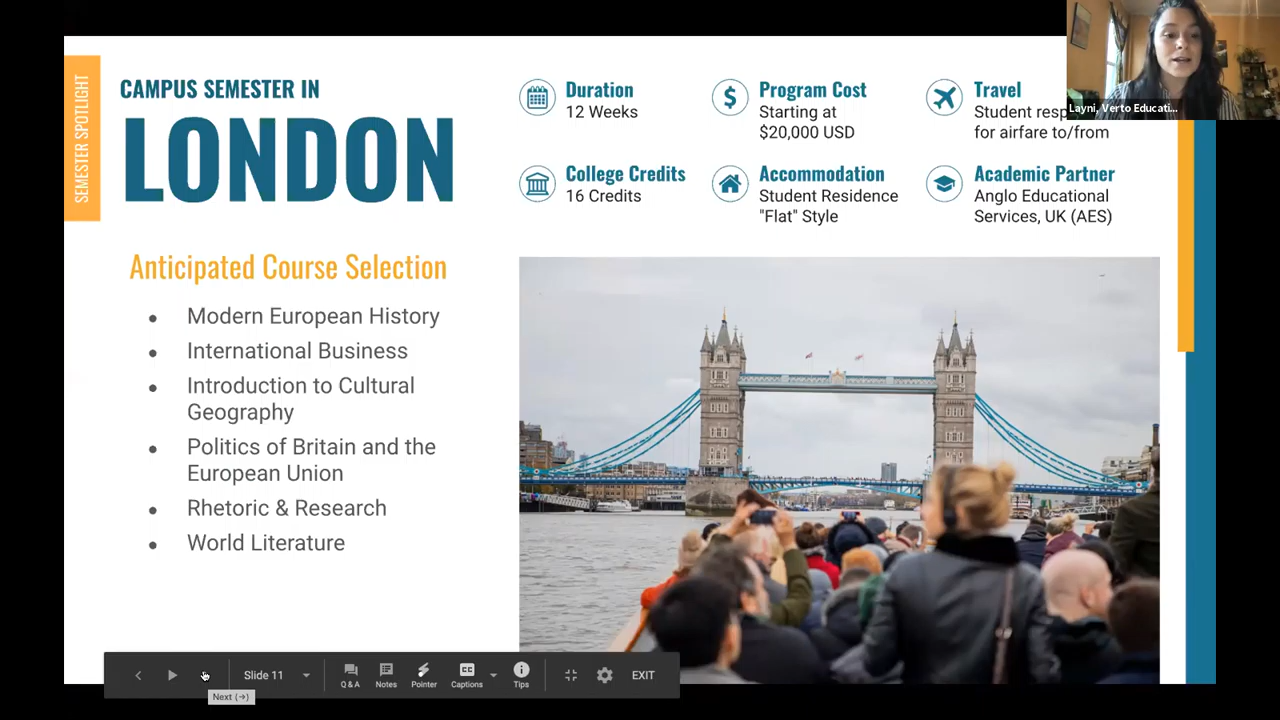 SEMESTER SPOTLIGHT
CAMPUS SEMESTER IN
LONDON
Duration
12 Weeks
Program Cost
Starting at
$20,000 USD
Travel
Student resp
for airfare to/from
College Credits
16 Credits
Accommodation
Student Residence
"Flat" Style
Academic Partner
Anglo Educational
Services, UK (AES)
Layni, Verto Educati...
Anticipated Course Selection
• Modern European History
• International Business
• Introduction to Cultural
Geography
• Politics of Britain and the
European Union
• Rhetoric & Research
• World Literature
Slide 11
Q & A
Notes
Pointer
CC
Captions
Tips
EXIT
Next (→)